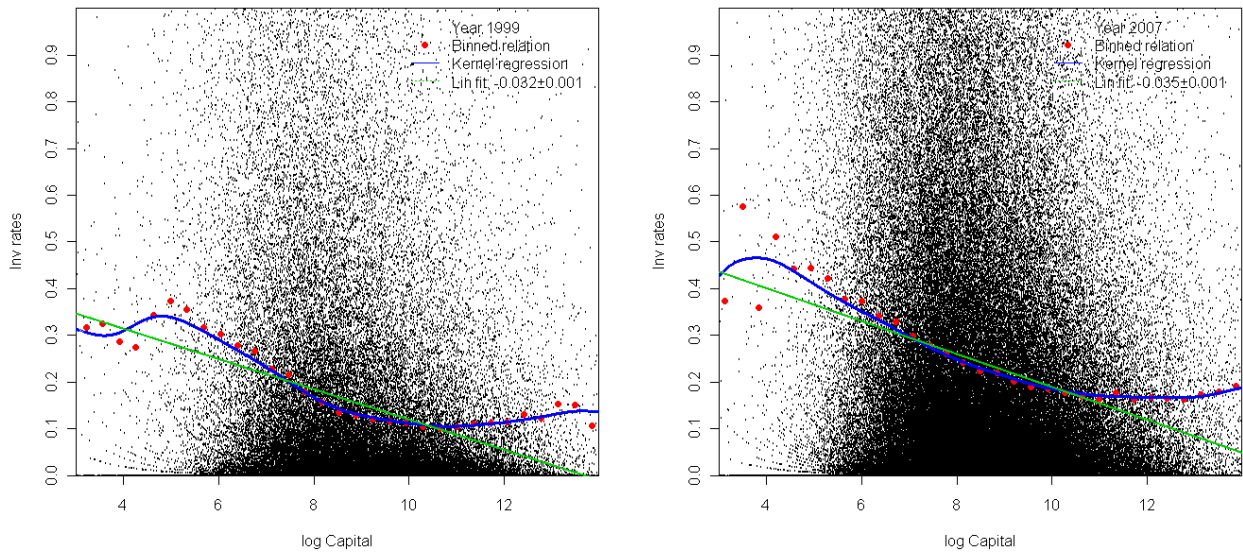 Year 1999
Binned relation
Kernel regression
Lin fit: -0.032±0.001
0.0 0.1 0.2 0.3 0.4 0.5 0.6 0.7 0.8 0.9
Inv rates
4 6 8 10 12
log Capital
Year 2007
Binned relation
Kernel regression
Lin fit: -0.035±0.001
0.0 0.1 0.2 0.3 0.4 0.5 0.6 0.7 0.8 0.9
Inv rates
4 6 8 10 12
log Capital